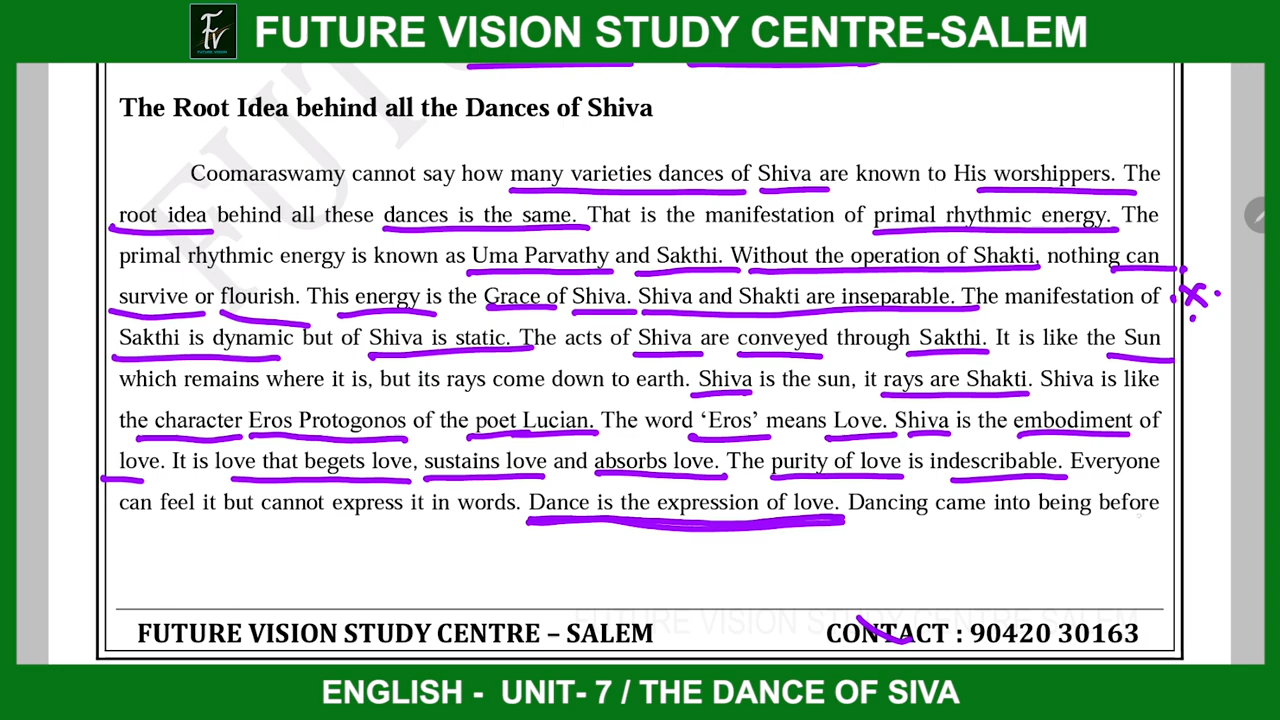 FUTURE VISION STUDY CENTRE-SALEM
FV
FUTURE VISION
The Root Idea behind all the Dances of Shiva
Coomaraswamy cannot say how many varieties dances of Shiva are known to His worshippers. The
root idea behind all these dances is the same. That is the manifestation of primal rhythmic energy. The
primal rhythmic energy is known as Uma Parvathy and Sakthi. Without the operation of Shakti, nothing can
survive or flourish. This energy is the Grace of Shiva. Shiva and Shakti are inseparable. The manifestation of
Sakthi is dynamic but of Shiva is static. The acts of Shiva are conveyed through Sakthi. It is like the Sun
which remains where it is, but its rays come down to earth. Shiva is the sun, it rays are Shakti. Shiva is like
the character Eros Protogonos of the poet Lucian. The word ‘Eros’ means Love. Shiva is the embodiment of
love. It is love that begets love, sustains love and absorbs love. The purity of love is indescribable. Everyone
can feel it but cannot express it in words. Dance is the expression of love. Dancing came into being before
FUTURE VISION STUDY CENTRE-SALEM
FUTURE VISION STUDY CENTRE – SALEM CONTACT : 90420 30163
ENGLISH - UNIT- 7 / THE DANCE OF SIVA